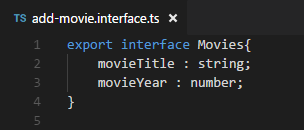 TS add-movie.interface.ts ×
1 export interface Movies{
2 movieTitle : string;
3 movieYear : number;
4 }
5